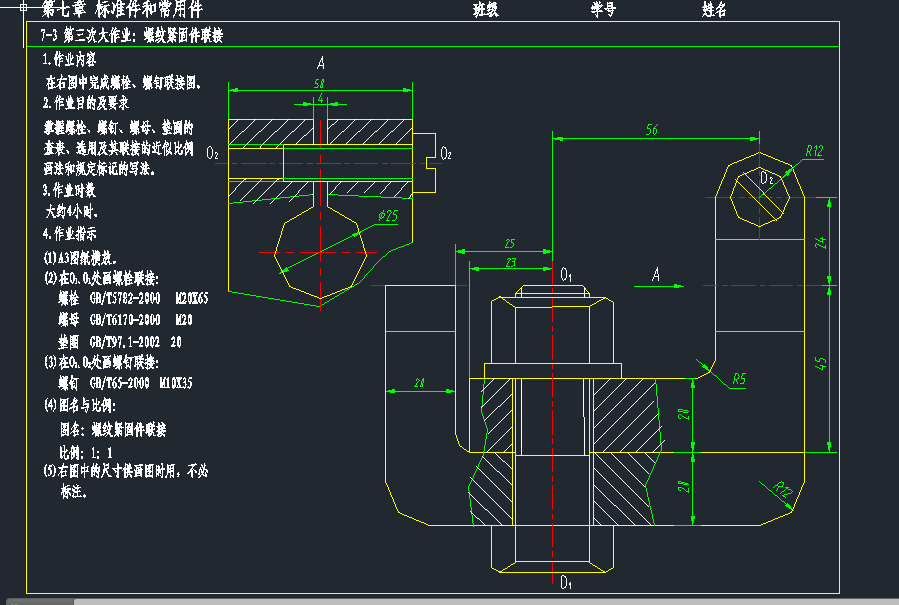 第七章 标准件和常用件 班级 学号 姓名
7-3 第三次大作业: 螺纹紧固件联接
1.作业内容
在右图中完成螺栓、螺钉联接图。
2.作业目的及要求
掌握螺栓、螺钉、螺母、垫圈的
查表、选用及其联接的近似比例
画法和规定标记的写法。
3.作业时数
大约4小时。
4.作业指示
(1)A3图纸横放。
(2)在O₁、O₁处画螺栓联接:
螺栓 GB/T5782-2000 M20X65
螺母 GB/T6170-2000 M20
垫圈 GB/T97.1-2002 20
(3)在O₂、O₂处画螺钉联接:
螺钉 GB/T65-2000 M10X35
(4)图名与比例:
图名: 螺纹紧固件联接
比例: 1: 1
(5)右图中的尺寸供画图时用,不必
标注。
A
58
4
O₂
O₂
ø25
56
R12
O₂
24
25
23
O₁
A
45
R5
28
28
28
R12
O₁